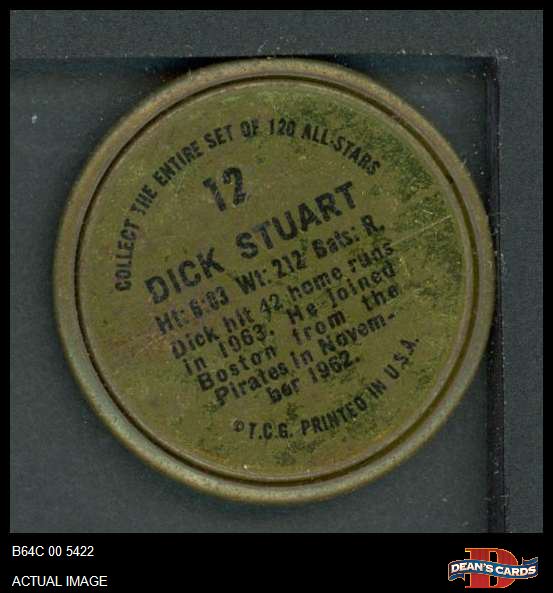 COLLECT THE ENTIRE SET OF 120 ALL-STARS
12
DICK STUART
Ht: 6:03 Wt: 212 Bats: R.
Dick hit 42 home runs
in 1963. He joined
Boston from the
Pirates in Novem-
ber 1962.
©T.C.G. PRINTED IN U.S.A.
B64C 00 5422
ACTUAL IMAGE
D
DEAN'S CARDS